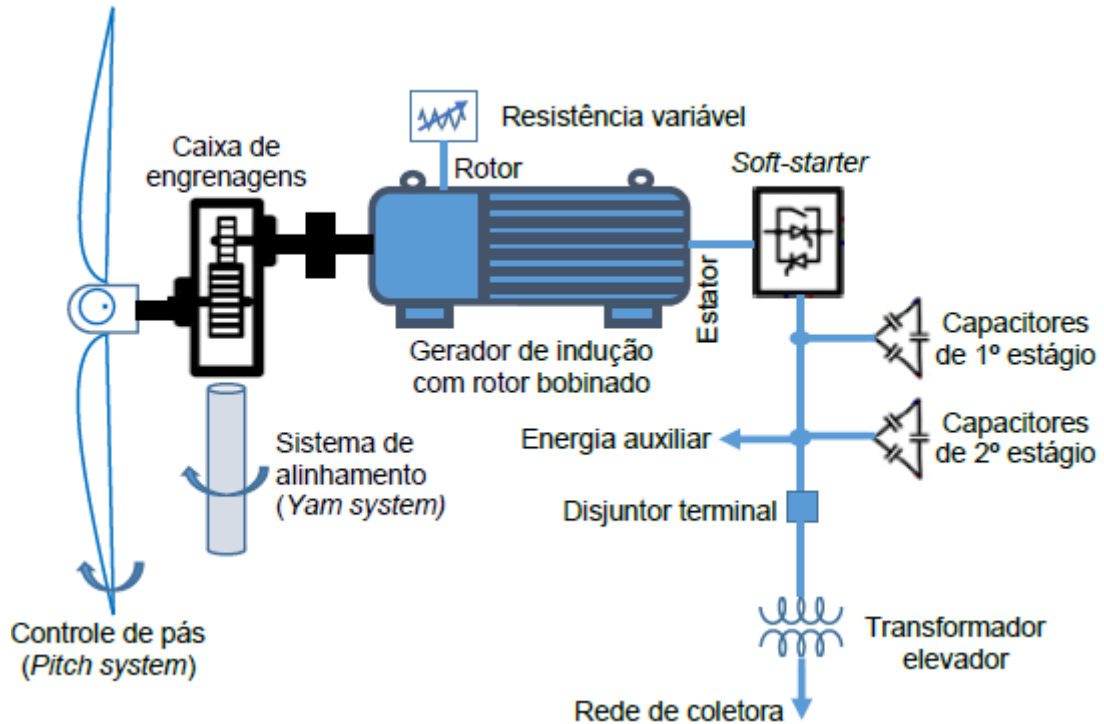 Resistência variável
Caixa de
engrenagens
Rotor
Soft-starter
Estator
Gerador de indução
com rotor bobinado
Capacitores
de 1º estágio
Capacitores
de 2º estágio
Energia auxiliar
Sistema de
alinhamento
(Yam system)
Disjuntor terminal
Controle de pás
(Pitch system)
Transformador
elevador
Rede de coletora